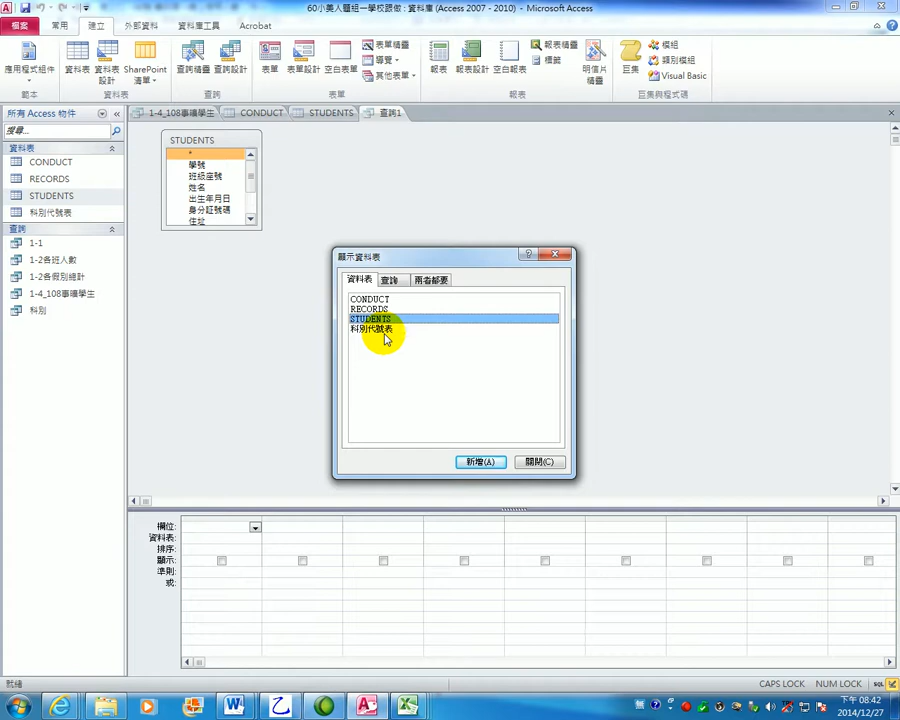 60小美人題組一學校跟做 : 資料庫 (Access 2007 - 2010) - Microsoft Access
檔案 常用 建立 外部資料 資料庫工具 Acrobat
應用程式組件 資料表 資料表設計 SharePoint 清單 查詢精靈 查詢設計 表單 表單設計 空白表單 表單精靈 導覽 其他表單 報表 報表設計 空白報表 報表精靈 標籤 明信片精靈 巨集 模組 類別模組 Visual Basic
範本 資料表 查詢 表單 報表 巨集與程式碼
所有 Access 物件
搜尋...
資料表
CONDUCT
RECORDS
STUDENTS
科別代號表
查詢
1-1
1-2各班人數
1-2各假別總計
1-4_108事曠學生
科別
1-4_108事曠學生 CONDUCT STUDENTS 查詢1
STUDENTS
*
學號
班級座號
姓名
出生年月日
身分証號碼
住址
顯示資料表
資料表 查詢 兩者都要
CONDUCT
RECORDS
STUDENTS
科別代號表
新增(A) 關閉(C)
欄位:
資料表:
排序:
顯示:
準則:
或:
就緒 CAPS LOCK NUM LOCK SQL
下午 08:42
2014/12/27